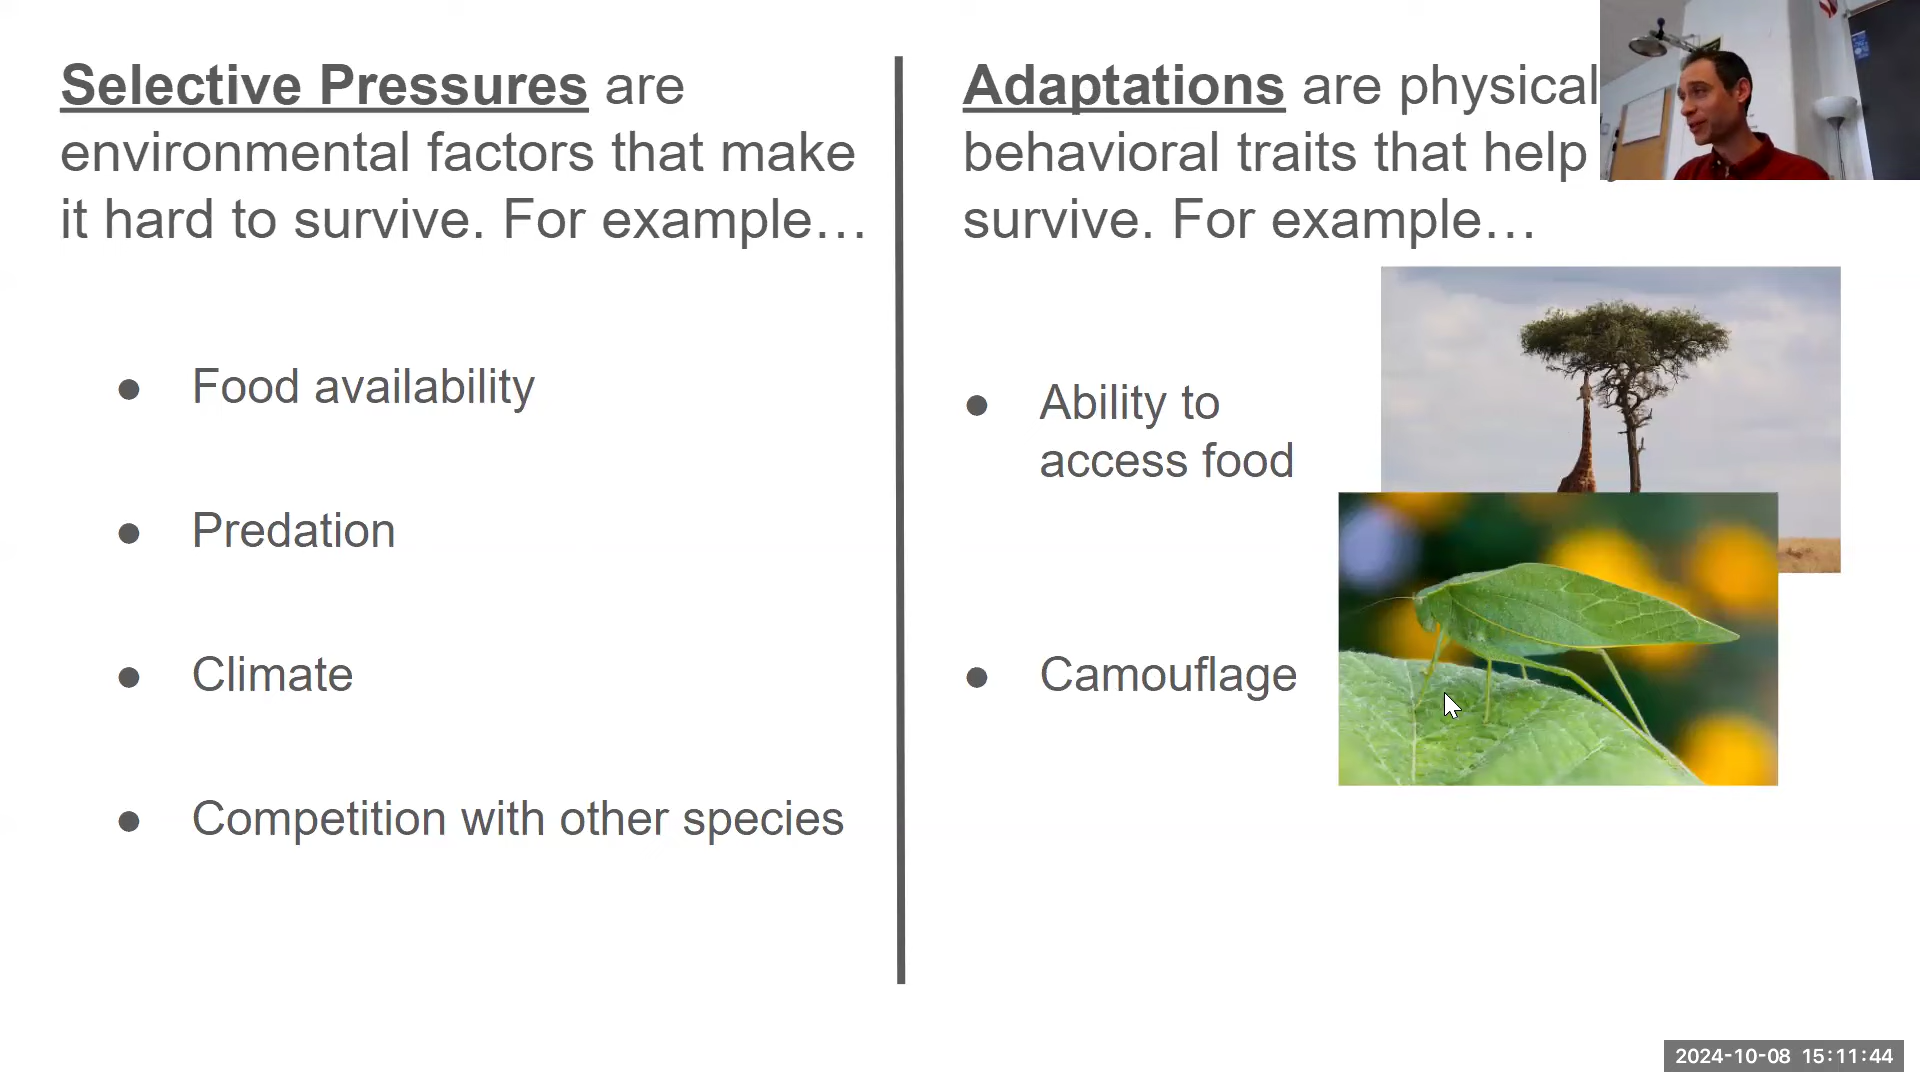 Selective Pressures are
environmental factors that make
it hard to survive. For example…
● Food availability
● Predation
● Climate
● Competition with other species
Adaptations are physical
behavioral traits that help
survive. For example…
● Ability to
access food
● Camouflage
2024-10-08 15:11:44